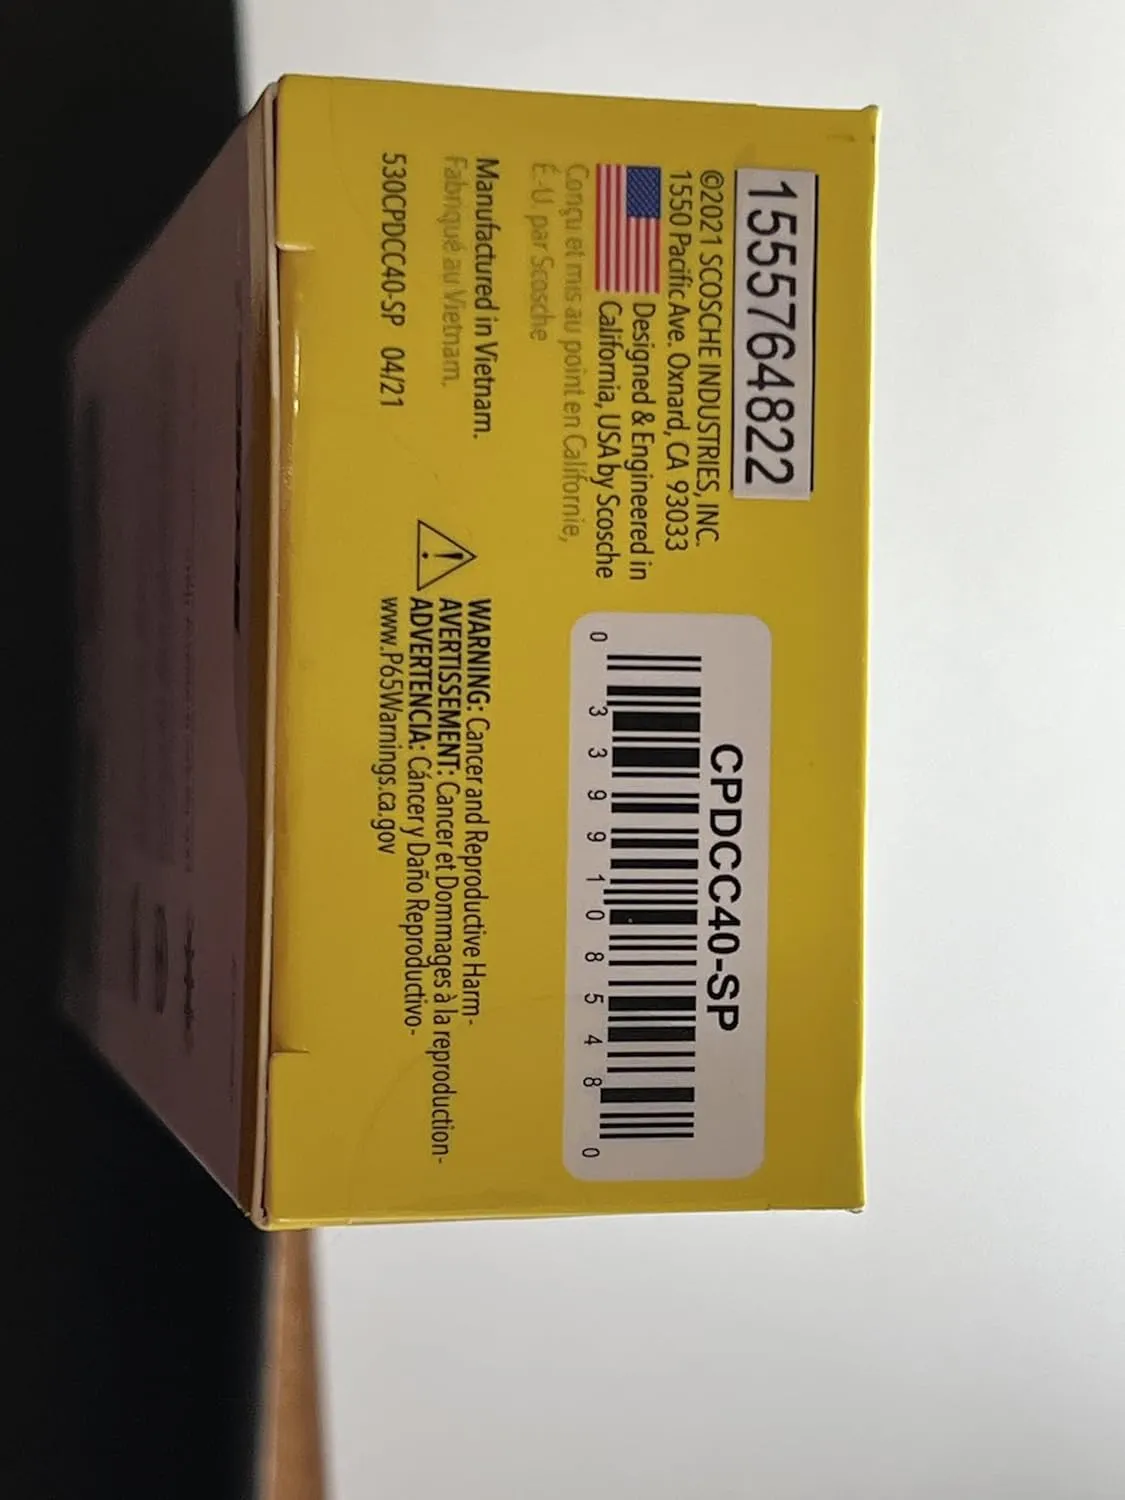 1555764822
©2021 SCOSCHE INDUSTRIES, INC.
1550 Pacific Ave. Oxnard, CA 93033
Designed & Engineered in
California, USA by Scosche
Conçu et mis au point en Californie,
É.-U. par Scosche
Manufactured in Vietnam.
Fabriqué au Vietnam.
530CPDCC40-SP 04/21
CPDCC40-SP
0 33991 08548 0
WARNING: Cancer and Reproductive Harm-
AVERTISSEMENT: Cancer et Dommages à la reproduction-
ADVERTENCIA: Cáncer y Daño Reproductivo-
www.P65Warnings.ca.gov